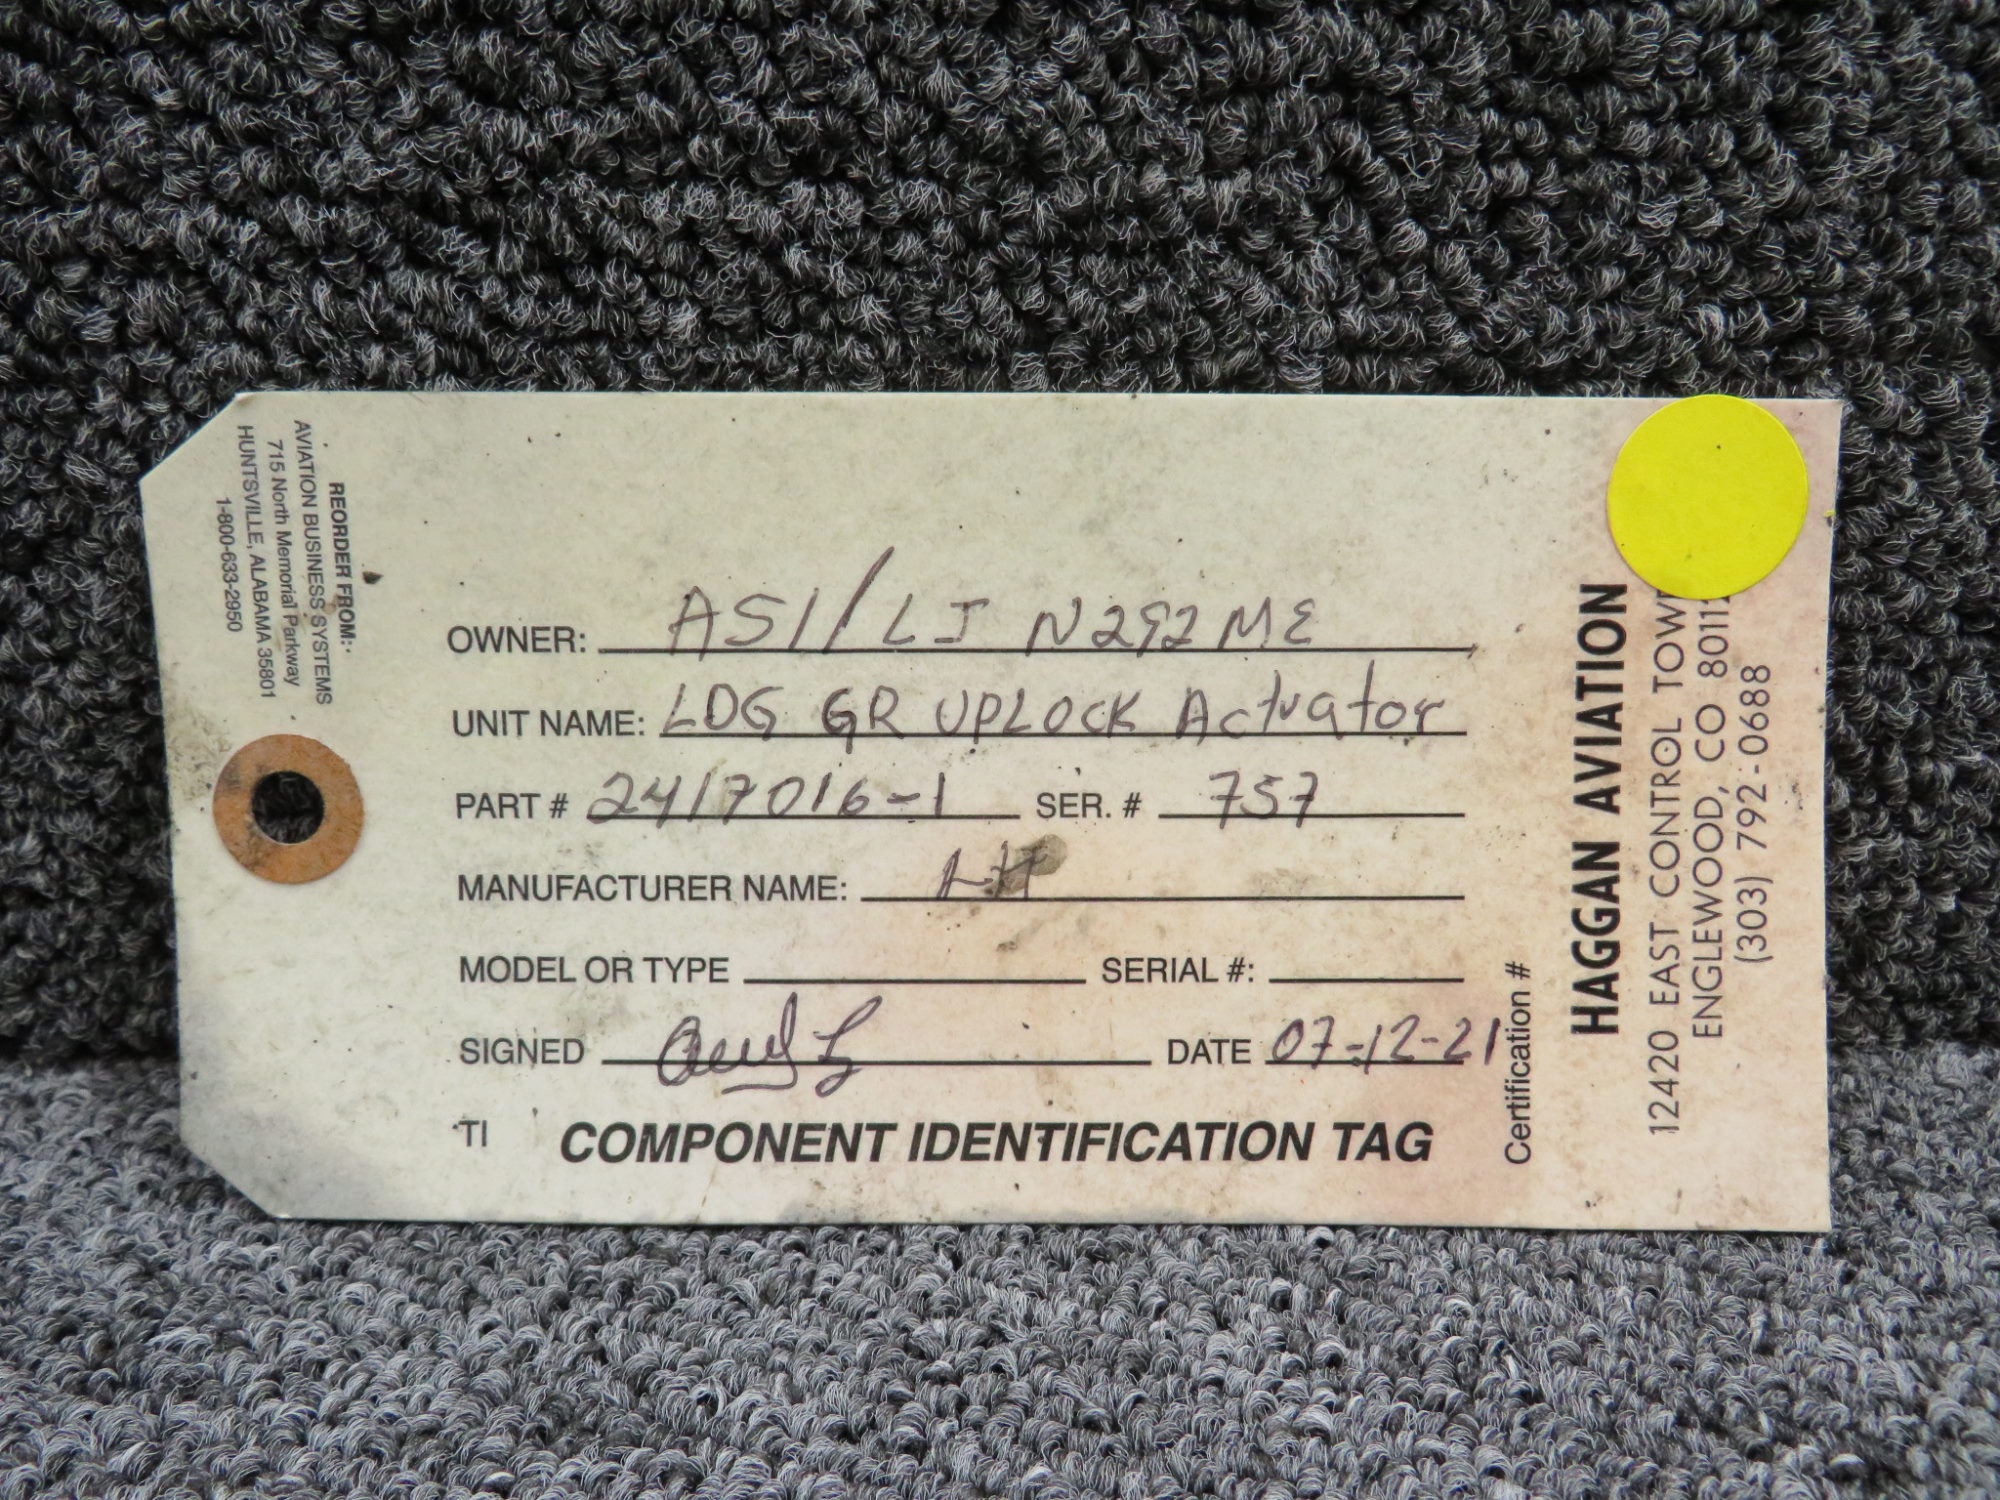 REORDER FROM:
AVIATION BUSINESS SYSTEMS
715 North Memorial Parkway
HUNTSVILLE, ALABAMA 35801
1-800-633-2950
OWNER: ASI/LJ N292ME
UNIT NAME: LDG GR UPLOCK Actuator
PART # 2417016-1 SER. # 757
MANUFACTURER NAME: LH
MODEL OR TYPE SERIAL #:
SIGNED DATE 07-12-21
TI COMPONENT IDENTIFICATION TAG
Certification #
HAGGAN AVIATION
12420 EAST CONTROL TOW
ENGLEWOOD, CO 8011
(303) 792-0688